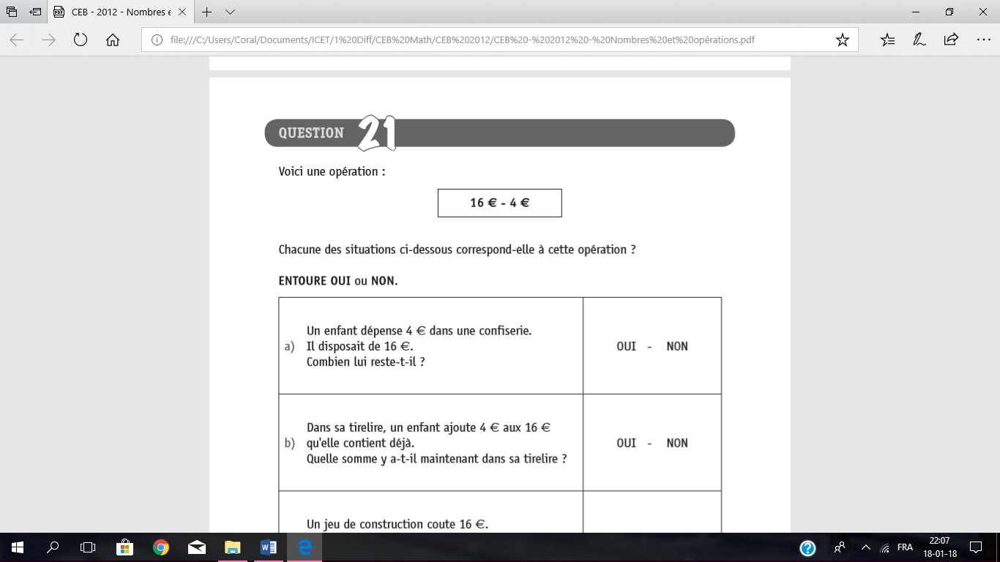 CEB - 2012 - Nombres e
file:///C:/Users/Coral/Documents/ICET/1%20Diff/CEB%20Math/CEB%202012/CEB%20-%202012%20-%20Nombres%20et%20opérations.pdf
QUESTION 21
Voici une opération :
16 € - 4 €
Chacune des situations ci-dessous correspond-elle à cette opération ?
ENTOURE OUI ou NON.
a) Un enfant dépense 4 € dans une confiserie.
Il disposait de 16 €.
Combien lui reste-t-il ?
OUI - NON
b) Dans sa tirelire, un enfant ajoute 4 € aux 16 €
qu'elle contient déjà.
Quelle somme y a-t-il maintenant dans sa tirelire ?
OUI - NON
Un jeu de construction coute 16 €.
FRA
22:07
18-01-18